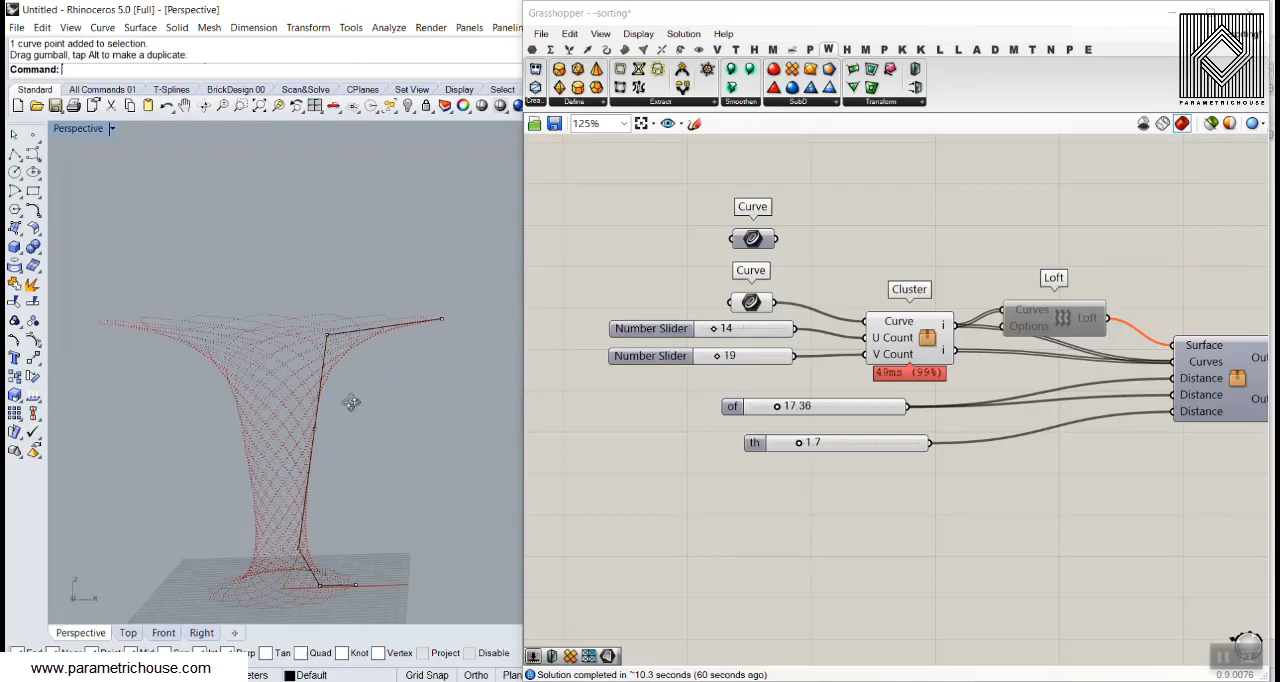 Untitled - Rhinoceros 5.0 [Full] - [Perspective]
File Edit View Curve Surface Solid Mesh Dimension Transform Tools Analyze Render Panels
1 curve point added to selection.
Drag gumball, tap Alt to make a duplicate:
Command:
Standard All Commands 01 T-Splines BrickDesign 00 Scan&Solve CPlanes Set View Display Select
Perspective
z
x
Perspective Top Front Right
Tan Quad Knot Vertex Project Disable
Default Grid Snap Ortho
www.parametrichouse.com
Grasshopper - -sorting*
File Edit View Display Solution Help
V T H M P W H M P K K L L A D M T N P E
Crea... Define Extract Smoothen SubD Transform
125%
PARAMETRICHOUSE
Curve
Curve
Number Slider 14
Number Slider 19
Cluster
Curve
U Count
V Count
i
i
49ms (99%)
Loft
Curves
Options
Loft
of 17.36
th 1.7
Surface
Curves
Distance
Distance
Distance
Solution completed in ~10.3 seconds (60 seconds ago)
0.9.0076